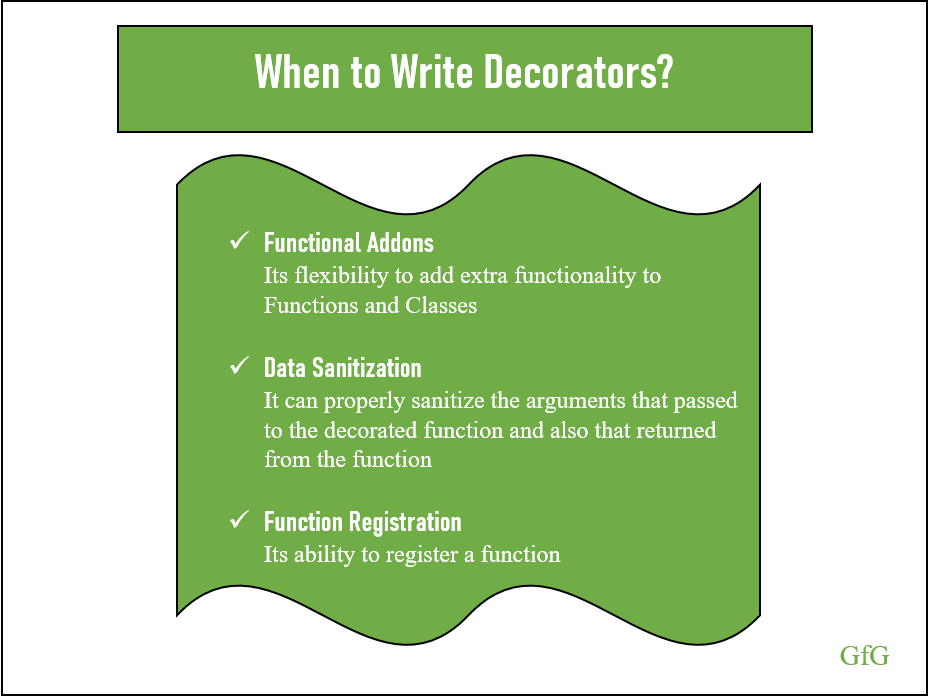 When to Write Decorators?
✓ Functional Addons
Its flexibility to add extra functionality to
Functions and Classes
✓ Data Sanitization
It can properly sanitize the arguments that passed
to the decorated function and also that returned
from the function
✓ Function Registration
Its ability to register a function
GfG